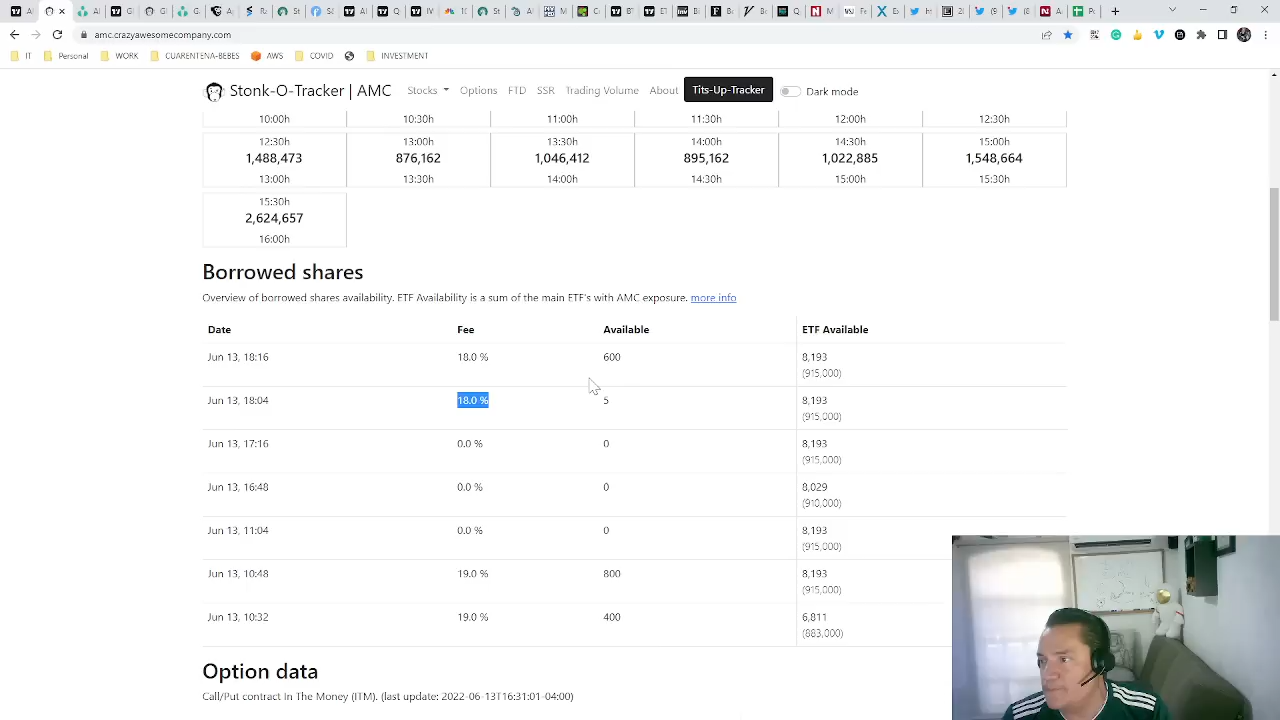 amc.crazyawesomecompany.com
IT Personal WORK CUARENTENA-BEBES AWS COVID INVESTMENT
Stonk-O-Tracker | AMC Stocks Options FTD SSR Trading Volume About Tits-Up-Tracker Dark mode
10:00h 10:30h 11:00h 11:30h 12:00h 12:30h
12:30h 13:00h 13:30h 14:00h 14:30h 15:00h
1,488,473 876,162 1,046,412 895,162 1,022,885 1,548,664
13:00h 13:30h 14:00h 14:30h 15:00h 15:30h
15:30h
2,624,657
16:00h
Borrowed shares
Overview of borrowed shares availability. ETF Availability is a sum of the main ETF's with AMC exposure. more info
Date Fee Available ETF Available
Jun 13, 18:16 18.0 % 600 8,193
(915,000)
Jun 13, 18:04 18.0 % 5 8,193
(915,000)
Jun 13, 17:16 0.0 % 0 8,193
(915,000)
Jun 13, 16:48 0.0 % 0 8,029
(910,000)
Jun 13, 11:04 0.0 % 0 8,193
(915,000)
Jun 13, 10:48 19.0 % 800 8,193
(915,000)
Jun 13, 10:32 19.0 % 400 6,811
(883,000)
Option data
Call/Put contract In The Money (ITM). (last update: 2022-06-13T16:31:01-04:00)